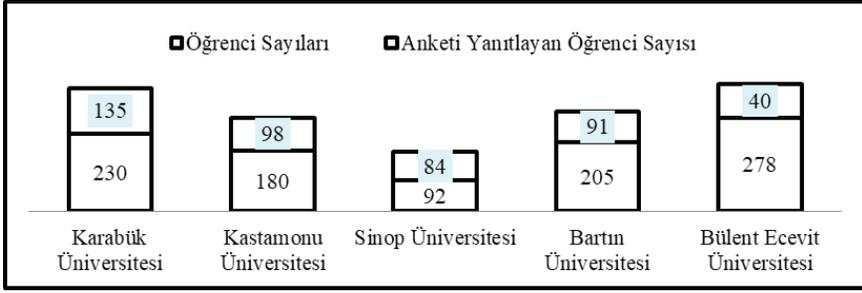 Öğrenci Sayıları Anketi Yanıtlayan Öğrenci Sayısı
135 98 84 91 40
230 180 92 205 278
Karabük Üniversitesi
Kastamonu Üniversitesi
Sinop Üniversitesi
Bartın Üniversitesi
Bülent Ecevit Üniversitesi